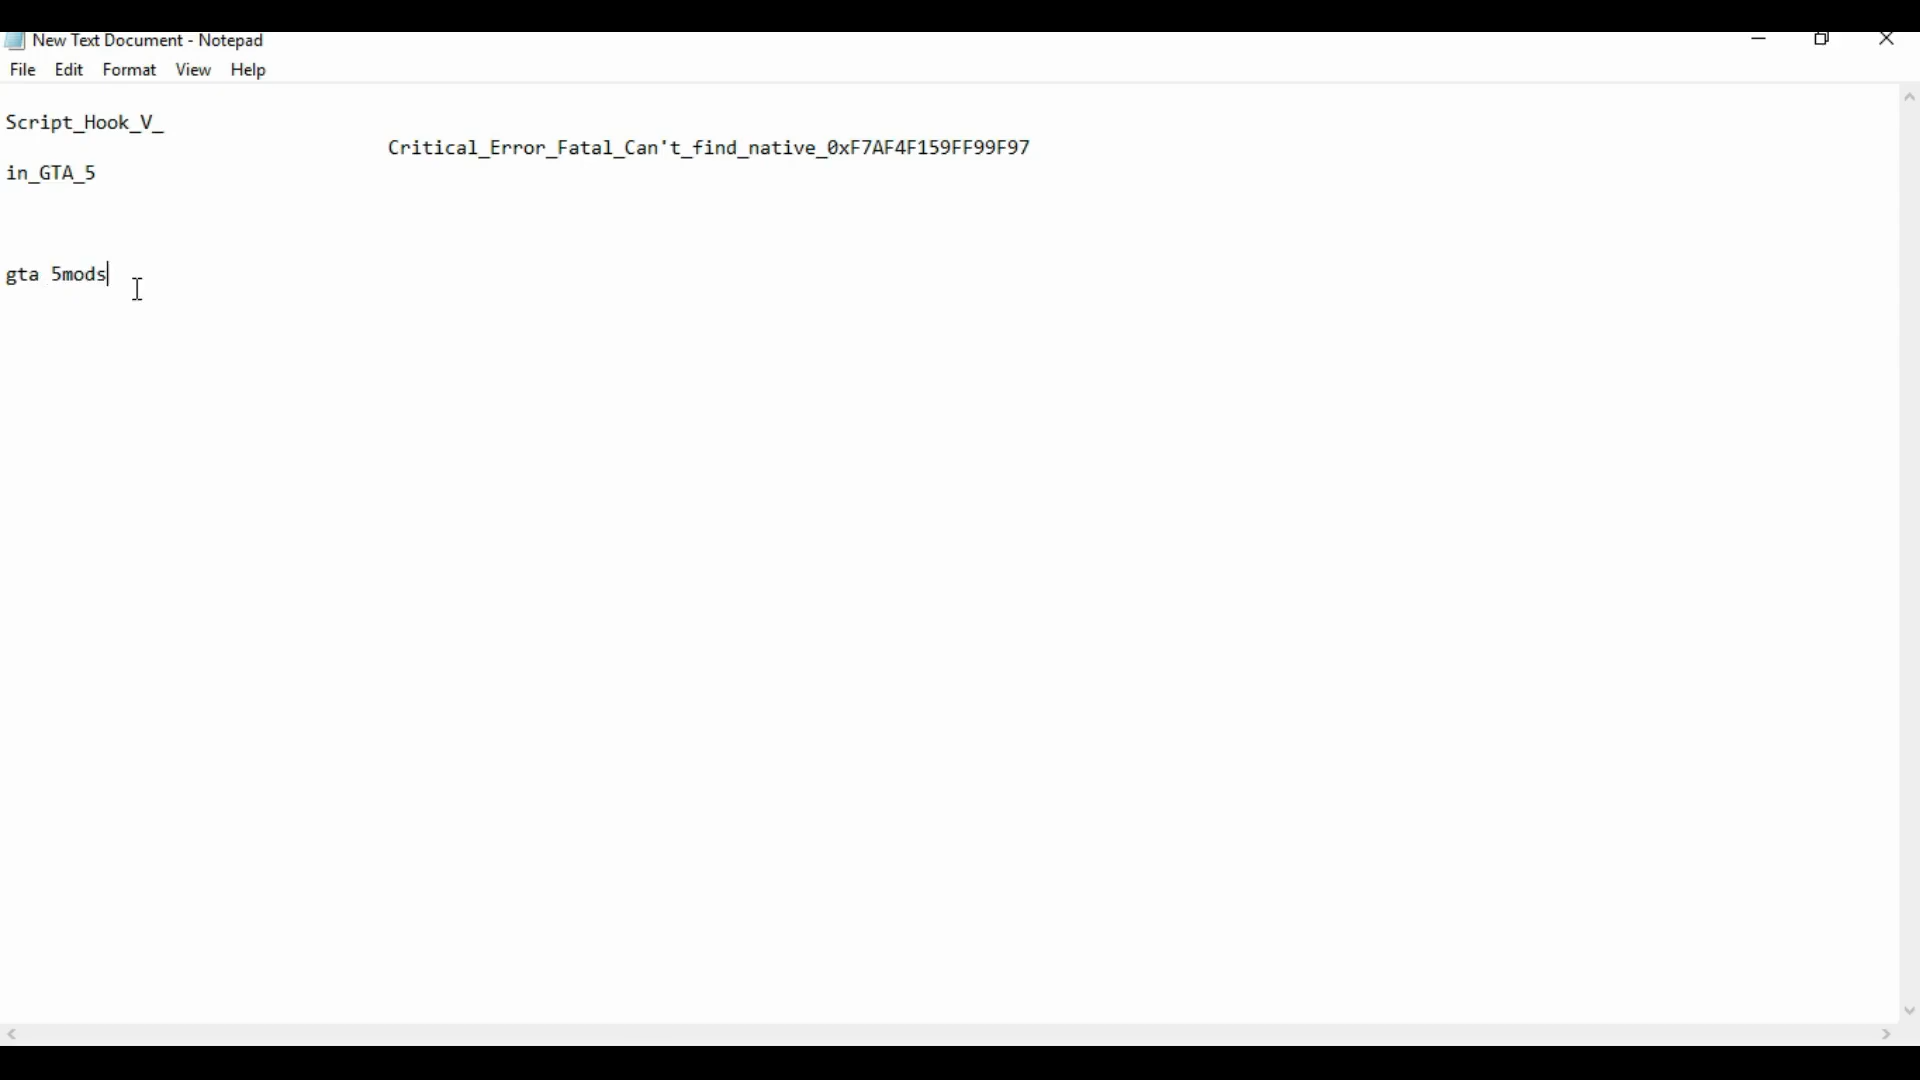 New Text Document - Notepad
File Edit Format View Help
Script_Hook_V_
Critical_Error_Fatal_Can't_find_native_0xF7AF4F159FF99F97
in_GTA_5
gta 5mods